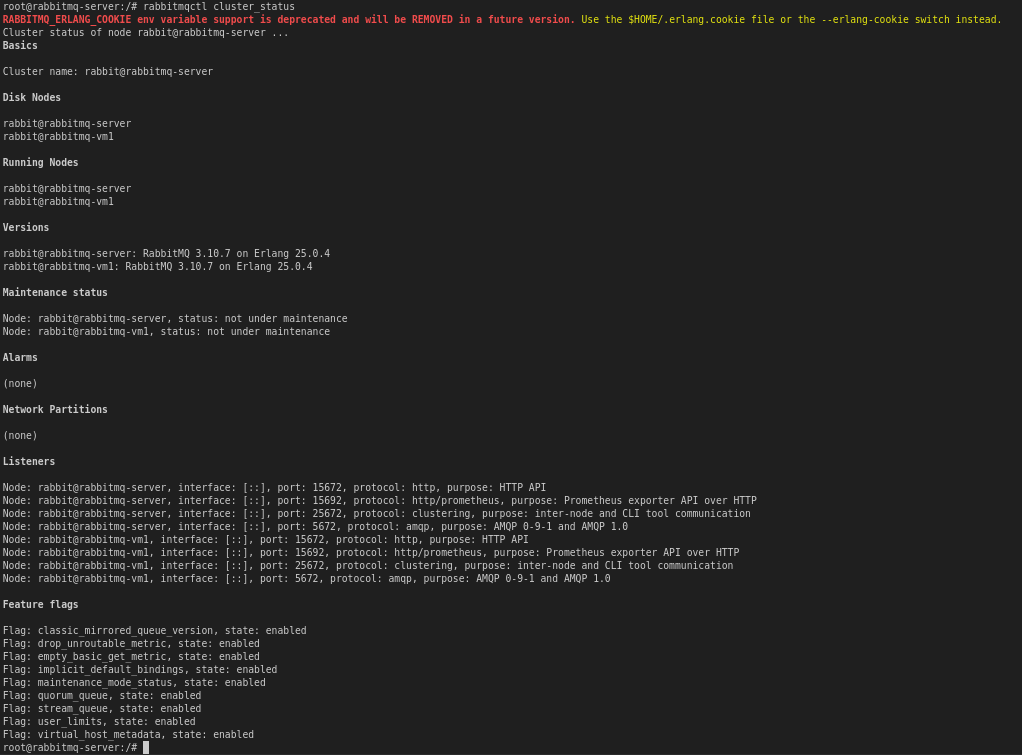 root@rabbitmq-server:/# rabbitmqctl cluster_status
RABBITMQ_ERLANG_COOKIE env variable support is deprecated and will be REMOVED in a future version. Use the $HOME/.erlang.cookie file or the --erlang-cookie switch instead.
Cluster status of node rabbit@rabbitmq-server ...
Basics
Cluster name: rabbit@rabbitmq-server
Disk Nodes
rabbit@rabbitmq-server
rabbit@rabbitmq-vm1
Running Nodes
rabbit@rabbitmq-server
rabbit@rabbitmq-vm1
Versions
rabbit@rabbitmq-server: RabbitMQ 3.10.7 on Erlang 25.0.4
rabbit@rabbitmq-vm1: RabbitMQ 3.10.7 on Erlang 25.0.4
Maintenance status
Node: rabbit@rabbitmq-server, status: not under maintenance
Node: rabbit@rabbitmq-vm1, status: not under maintenance
Alarms
(none)
Network Partitions
(none)
Listeners
Node: rabbit@rabbitmq-server, interface: [::], port: 15672, protocol: http, purpose: HTTP API
Node: rabbit@rabbitmq-server, interface: [::], port: 15692, protocol: http/prometheus, purpose: Prometheus exporter API over HTTP
Node: rabbit@rabbitmq-server, interface: [::], port: 25672, protocol: clustering, purpose: inter-node and CLI tool communication
Node: rabbit@rabbitmq-server, interface: [::], port: 5672, protocol: amqp, purpose: AMQP 0-9-1 and AMQP 1.0
Node: rabbit@rabbitmq-vm1, interface: [::], port: 15672, protocol: http, purpose: HTTP API
Node: rabbit@rabbitmq-vm1, interface: [::], port: 15692, protocol: http/prometheus, purpose: Prometheus exporter API over HTTP
Node: rabbit@rabbitmq-vm1, interface: [::], port: 25672, protocol: clustering, purpose: inter-node and CLI tool communication
Node: rabbit@rabbitmq-vm1, interface: [::], port: 5672, protocol: amqp, purpose: AMQP 0-9-1 and AMQP 1.0
Feature flags
Flag: classic_mirrored_queue_version, state: enabled
Flag: drop_unroutable_metric, state: enabled
Flag: empty_basic_get_metric, state: enabled
Flag: implicit_default_bindings, state: enabled
Flag: maintenance_mode_status, state: enabled
Flag: quorum_queue, state: enabled
Flag: stream_queue, state: enabled
Flag: user_limits, state: enabled
Flag: virtual_host_metadata, state: enabled
root@rabbitmq-server:/#